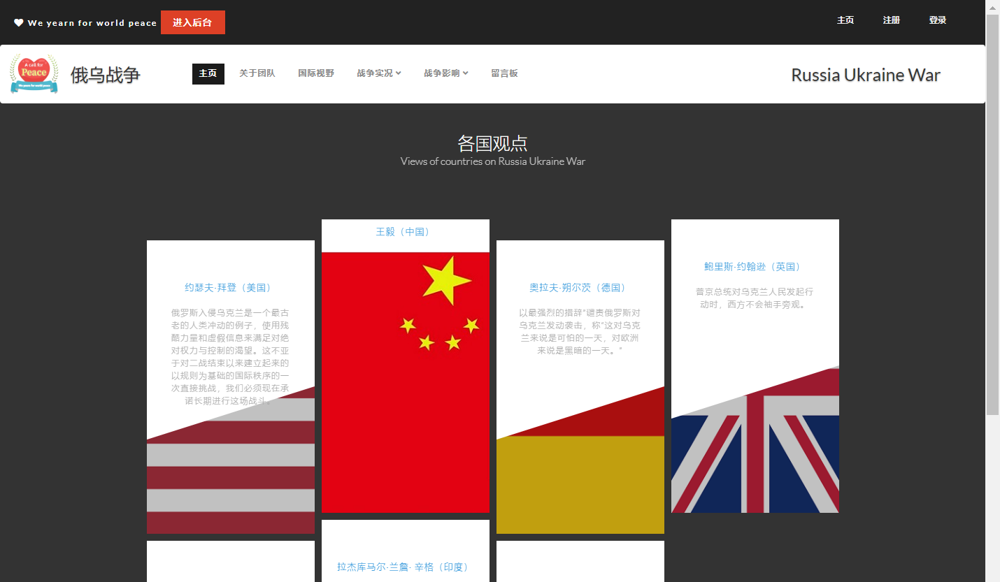 We yearn for world peace
进入后台
主页
注册
登录
A call for
Peace
We yearn for world peace
俄乌战争
主页
关于团队
国际视野
战争实况
战争影响
留言板
Russia Ukraine War
各国观点
Views of countries on Russia Ukraine War
约瑟夫·拜登（美国）
俄罗斯入侵乌克兰是一个最古
老的人类冲动的例子，使用残
酷力量和虚假信息来满足对绝
对权力与控制的渴望。这不亚
于对二战结束以来建立起来的
以规则为基础的国际秩序的一
次直接挑战，我们必须现在承
诺长期进行这场战斗。
王毅（中国）
奥拉夫·朔尔茨（德国）
以最强烈的措辞“谴责俄罗斯对
乌克兰发动袭击，称“这对乌克
兰来说是可怕的一天，对欧洲
来说是黑暗的一天。”
鲍里斯·约翰逊（英国）
普京总统对乌克兰人民发起行
动时，西方不会袖手旁观。
拉杰库马尔·兰詹· 辛格（印度）